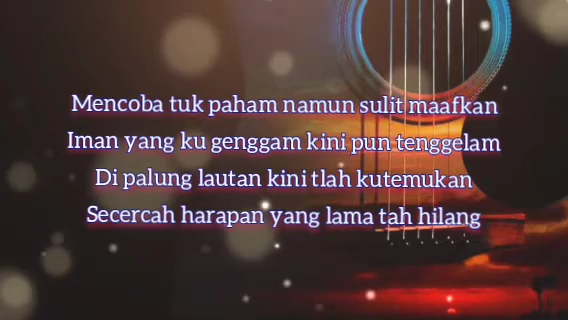 Mencoba tuk paham namun sulit maafkan
Iman yang ku genggam kini pun tenggelam
Di palung lautan kini tlah kutemukan
Secercah harapan yang lama tah hilang